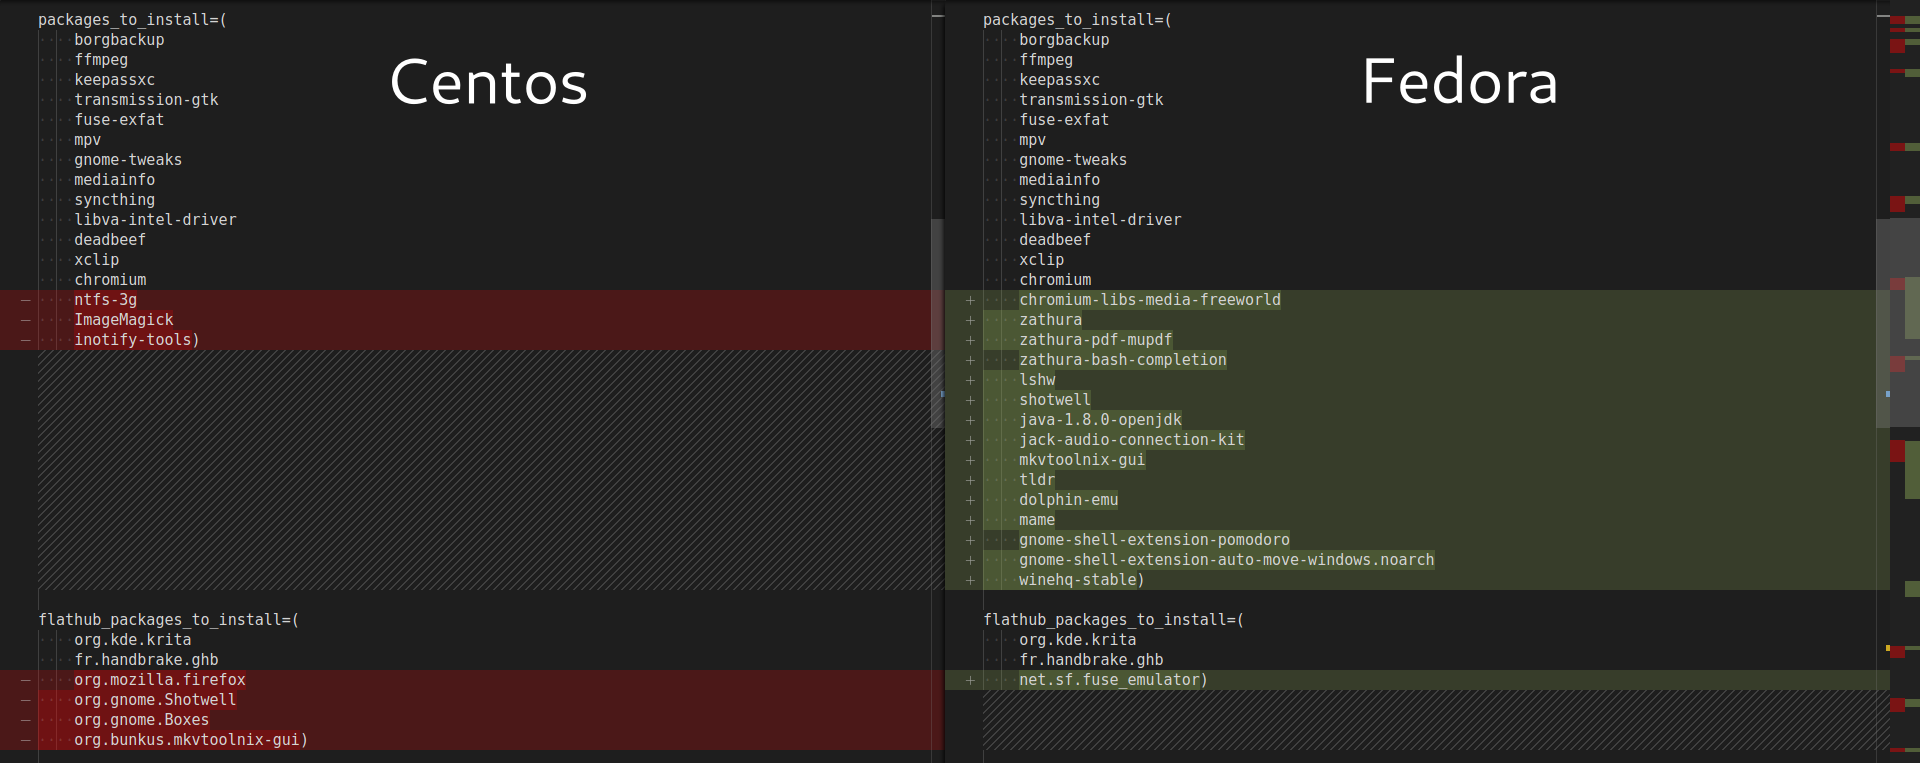 packages_to_install=(
borgbackup
ffmpeg
keepassxc
transmission-gtk
fuse-exfat
mpv
gnome-tweaks
mediainfo
syncthing
libva-intel-driver
deadbeef
xclip
chromium
ntfs-3g
ImageMagick
inotify-tools)
flathub_packages_to_install=(
org.kde.krita
fr.handbrake.ghb
org.mozilla.firefox
org.gnome.Shotwell
org.gnome.Boxes
org.bunkus.mkvtoolnix-gui)
Centos
packages_to_install=(
borgbackup
ffmpeg
keepassxc
transmission-gtk
fuse-exfat
mpv
gnome-tweaks
mediainfo
syncthing
libva-intel-driver
deadbeef
xclip
chromium
chromium-libs-media-freeworld
zathura
zathura-pdf-mupdf
zathura-bash-completion
lshw
shotwell
java-1.8.0-openjdk
jack-audio-connection-kit
mkvtoolnix-gui
tldr
dolphin-emu
mame
gnome-shell-extension-pomodoro
gnome-shell-extension-auto-move-windows.noarch
winehq-stable)
flathub_packages_to_install=(
org.kde.krita
fr.handbrake.ghb
net.sf.fuse_emulator)
Fedora